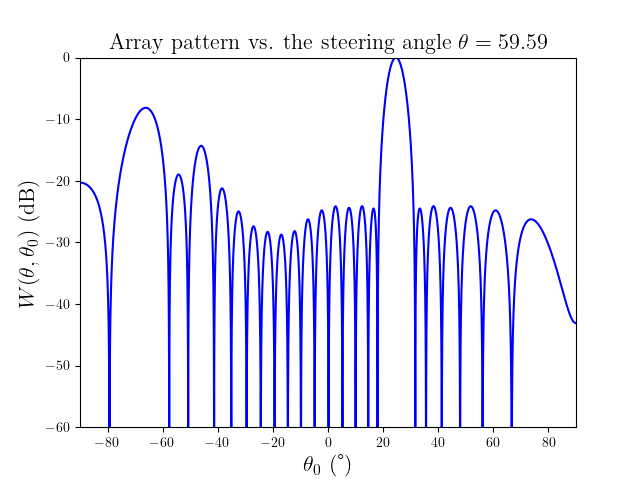 Array pattern vs. the steering angle θ = 59.59
0
−10
−20
−30
−40
−50
−60
W(θ, θ₀) (dB)
−80 −60 −40 −20 0 20 40 60 80
θ₀ (°)